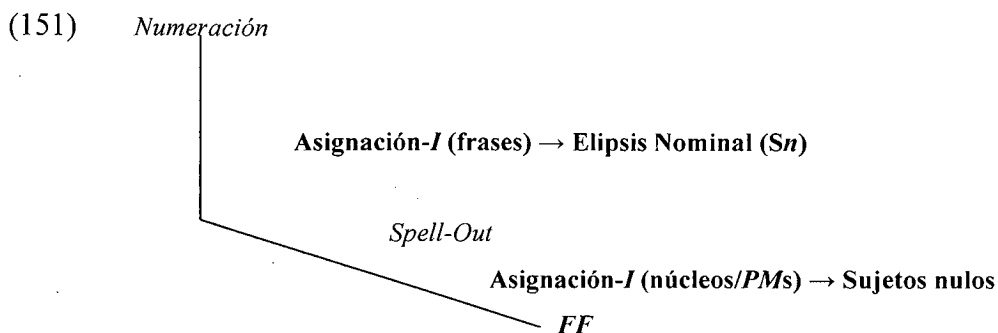 (151) Numeración
Asignación-I (frases) → Elipsis Nominal (Sn)
Spell-Out
Asignación-I (núcleos/PMs) → Sujetos nulos
FF